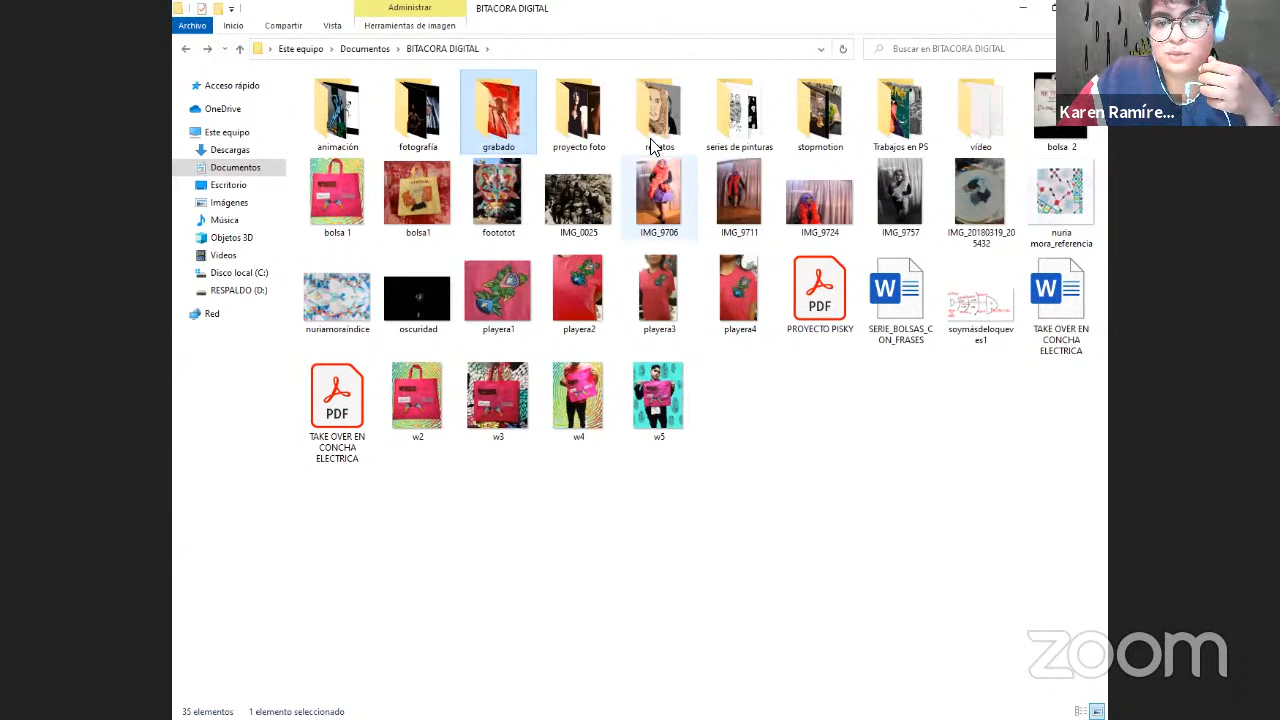 Administrar
BITACORA DIGITAL
Archivo
Inicio
Compartir
Vista
Herramientas de imagen
Este equipo > Documentos > BITACORA DIGITAL >
Buscar en BITACORA DIGITAL
Karen Ramíre...
Acceso rápido
OneDrive
Este equipo
Descargas
Documentos
Escritorio
Imágenes
Música
Objetos 3D
Videos
Disco local (C:)
RESPALDO (D:)
Red
animación
fotografía
grabado
proyecto foto
series de pinturas
stopmotion
Trabajos en PS
vídeo
bolsa 2
bolsa 1
bolsa1
foototot
IMG_0025
IMG_9706
IMG_9711
IMG_9724
IMG_9757
IMG_20180319_20
5432
nuria
mora_referencia
nuriamoraíndice
oscuridad
playera1
playera2
playera3
playera4
PDF
PROYECTO PISKY
W
SERIE_BOLSAS_C
ON_FRASES
soymásdeloquev
es1
W
TAKE OVER EN
CONCHA
ELECTRICA
PDF
TAKE OVER EN
CONCHA
ELECTRICA
w2
w3
w4
w5
zoom
35 elementos
1 elemento seleccionado